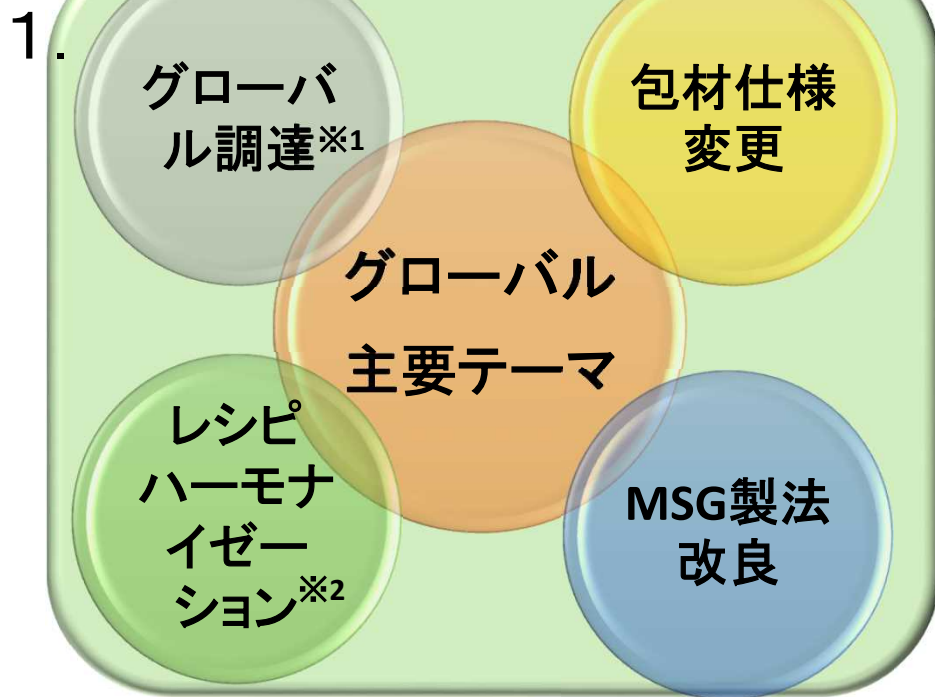 1.
グローバ
ル調達※1
包材仕様
変更
グローバル
主要テーマ
レシピ
ハーモナ
イゼー
ション※2
MSG製法
改良